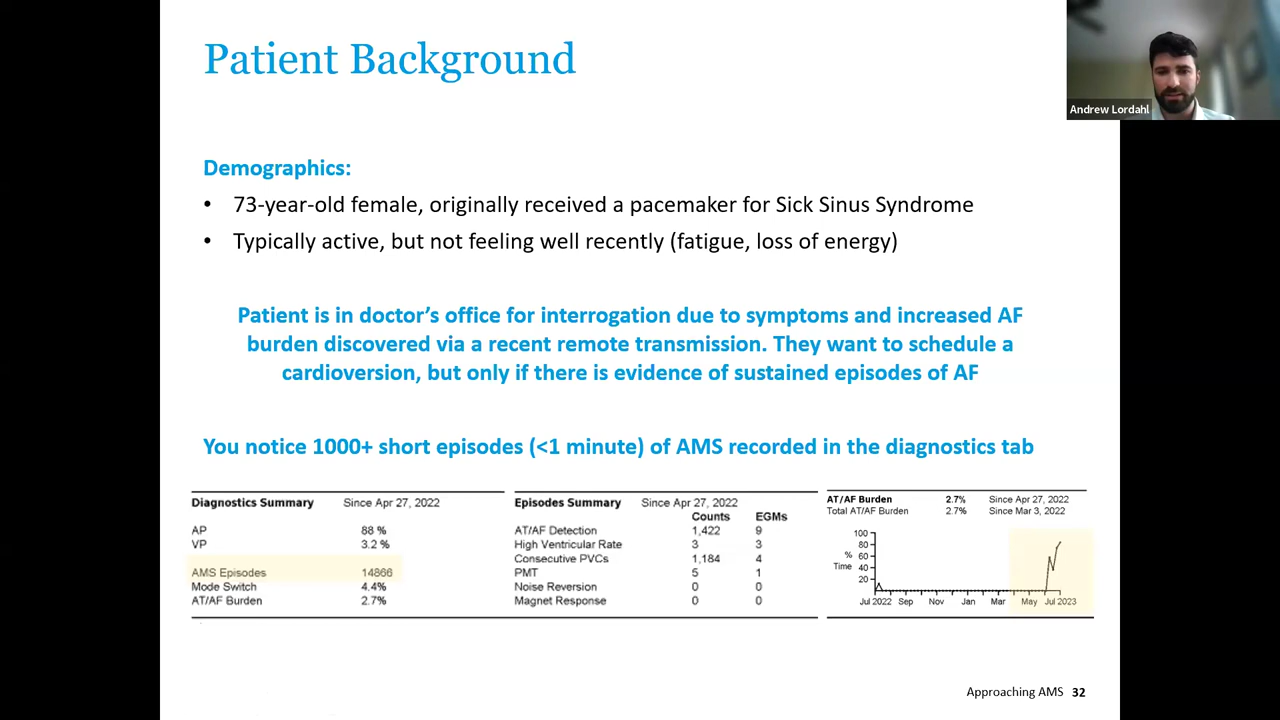 Patient Background
Andrew Lordahl
Demographics:
• 73-year-old female, originally received a pacemaker for Sick Sinus Syndrome
• Typically active, but not feeling well recently (fatigue, loss of energy)
Patient is in doctor's office for interrogation due to symptoms and increased AF
burden discovered via a recent remote transmission. They want to schedule a
cardioversion, but only if there is evidence of sustained episodes of AF
You notice 1000+ short episodes (<1 minute) of AMS recorded in the diagnostics tab
Diagnostics Summary Since Apr 27, 2022
AP 88 %
VP 3.2 %
AMS Episodes 14866
Mode Switch 4.4%
AT/AF Burden 2.7%
Episodes Summary Since Apr 27, 2022
Counts EGMs
AT/AF Detection 1,422 9
High Ventricular Rate 3 3
Consecutive PVCs 1,184 4
PMT 5 1
Noise Reversion 0 0
Magnet Response 0 0
AT/AF Burden 2.7% Since Apr 27, 2022
Total AT/AF Burden 2.7% Since Mar 3, 2022
100
80
% 60
Time 40
20
Jul 2022 Sep Nov Jan Mar May Jul 2023
Approaching AMS 32